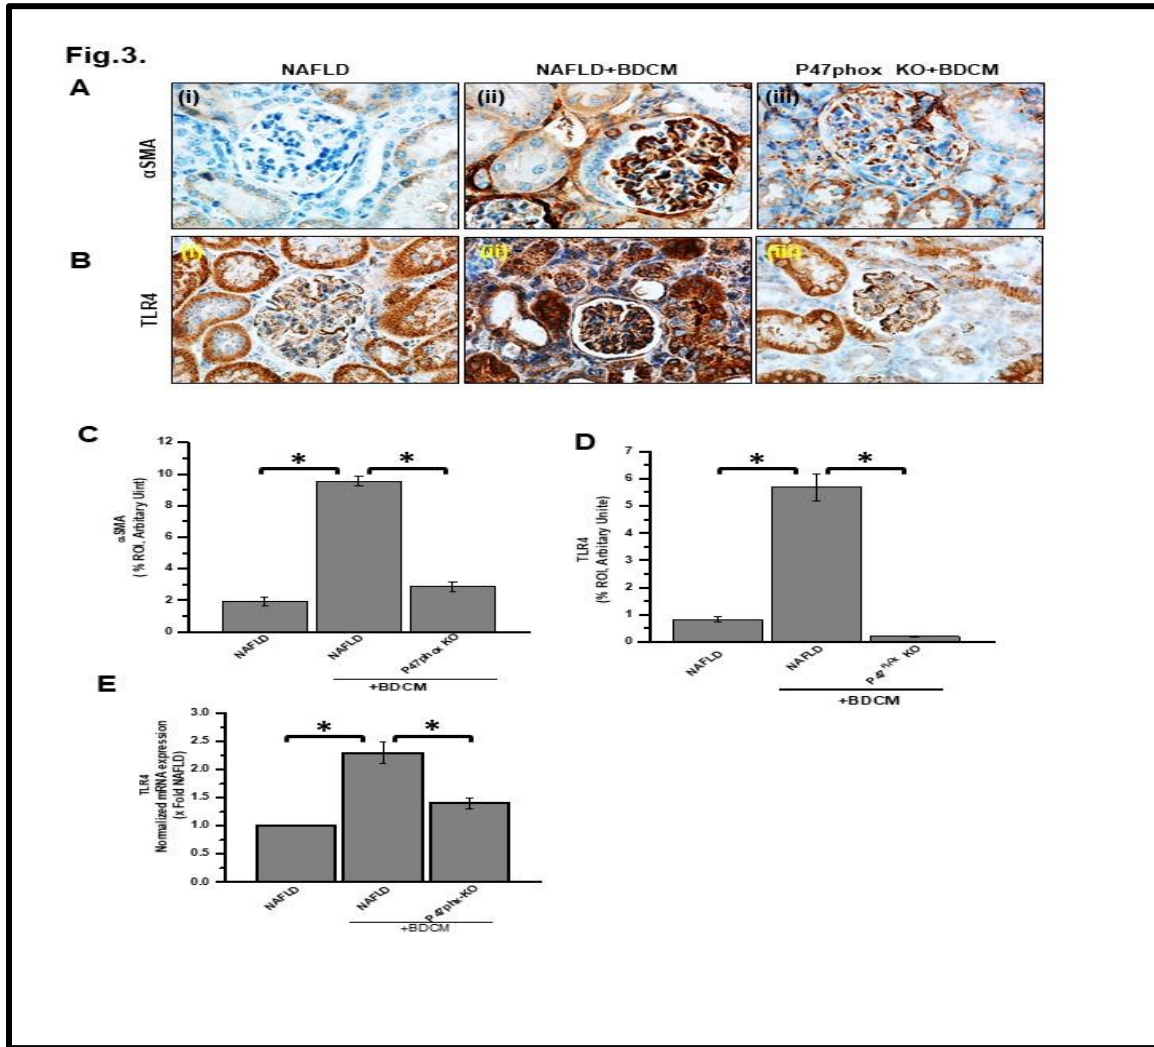 Fig.3.
NAFLD NAFLD+BDCM P47phox KO+BDCM
A
(i) (ii) (iii)
αSMA
B
(i) (ii) (iii)
TLR4
C
12
10
8
6
4
2
0
αSMA
( % ROI, Arbitary Uint)
* *
NAFLD NAFLD P47phox KO
+BDCM
D
7
6
5
4
3
2
1
0
TLR4
(% ROI, Arbitary Unite)
* *
NAFLD NAFLD KO
+BDCM
E
3.0
2.5
2.0
1.5
1.0
0.5
0.0
TLR4
Normalized mRNA expression
(x Fold NAFLD)
* *
NAFLD NAFLD P47phx-KO
+BDCM